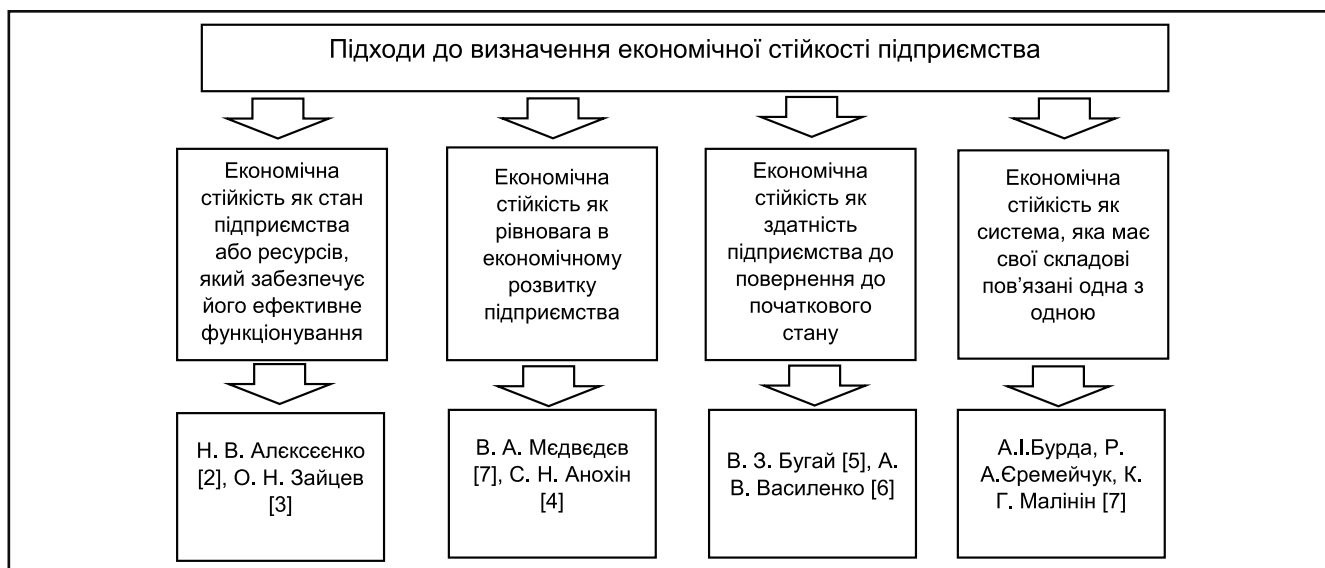 Підходи до визначення економічної стійкості підприємства
Економічна
стійкість як стан
підприємства
або ресурсів,
який забезпечує
його ефективне
функціонування
Економічна
стійкість як
рівновага в
економічному
розвитку
підприємства
Економічна
стійкість як
здатність
підприємства до
повернення до
початкового
стану
Економічна
стійкість як
система, яка має
свої складові
пов’язані одна з
одною
Н. В. Алєксєєнко
[2], О. Н. Зайцев
[3]
В. А. Мєдвєдєв
[7], С. Н. Анохін
[4]
В. З. Бугай [5], А.
В. Василенко [6]
А.І.Бурда, Р.
А.Єремейчук, К.
Г. Малінін [7]